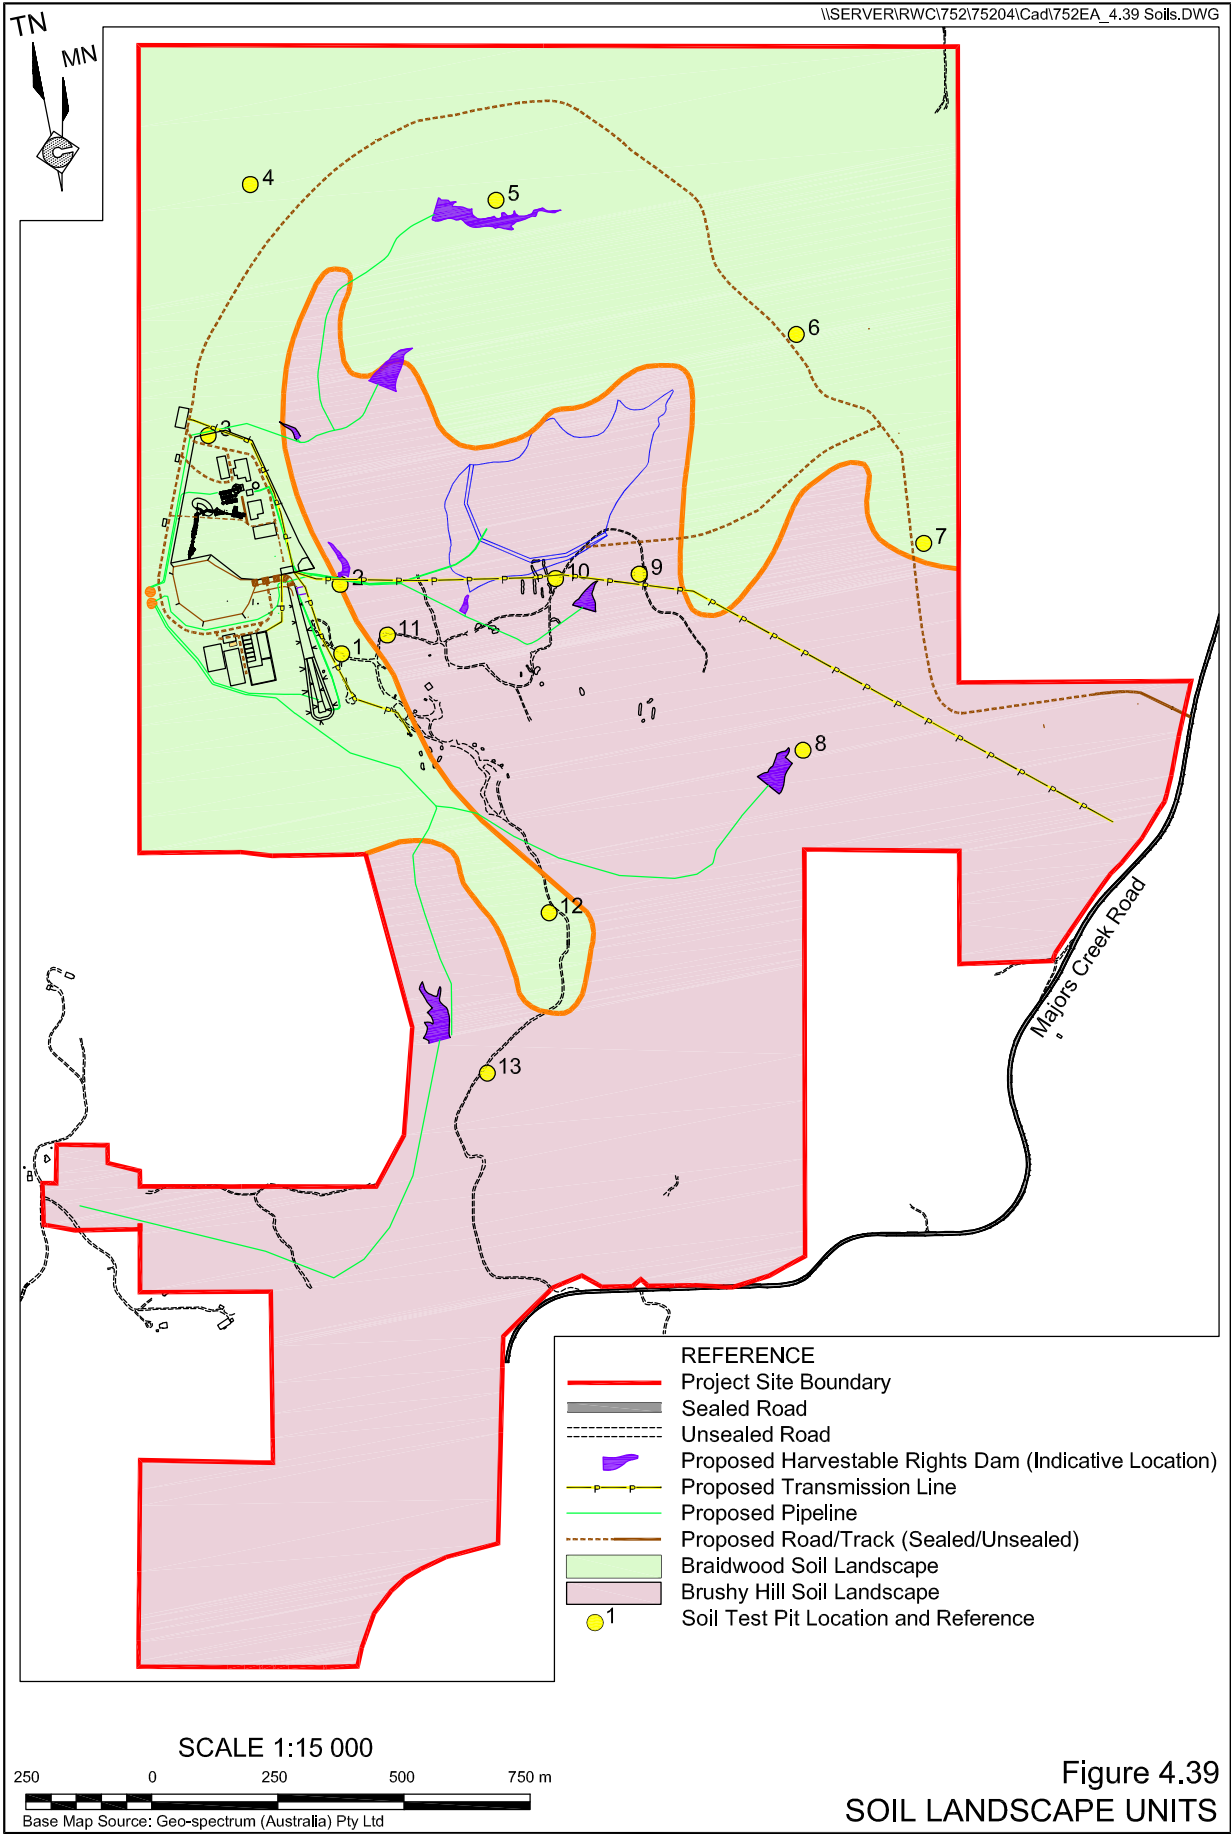 \\SERVER\RWC\752\75204\Cad\752EA_4.39 Soils.DWG
TN
MN
4
5
6
3
7
2
10
9
11
1
8
12
13
Majors Creek Road
REFERENCE
Project Site Boundary
Sealed Road
Unsealed Road
Proposed Harvestable Rights Dam (Indicative Location)
P P Proposed Transmission Line
Proposed Pipeline
Proposed Road/Track (Sealed/Unsealed)
Braidwood Soil Landscape
Brushy Hill Soil Landscape
1 Soil Test Pit Location and Reference
SCALE 1:15 000
250 0 250 500 750 m
Base Map Source: Geo-spectrum (Australia) Pty Ltd
Figure 4.39
SOIL LANDSCAPE UNITS